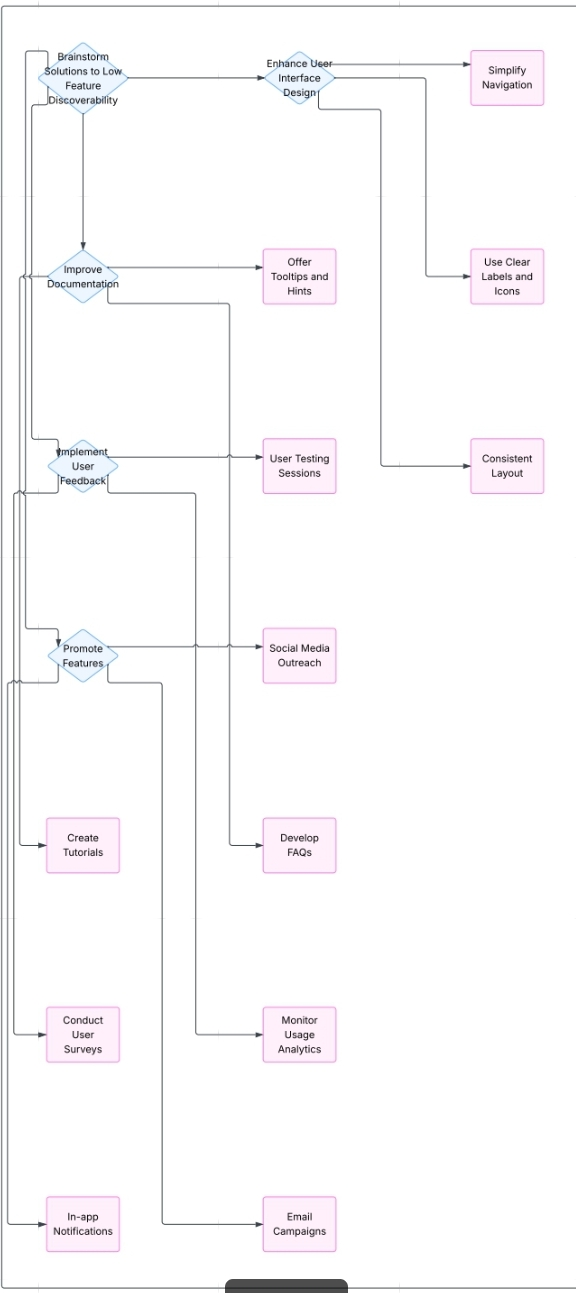 Brainstorm
Solutions to Low
Feature
Discoverability
Enhance User
Interface
Design
Simplify
Navigation
Improve
Documentation
Offer
Tooltips and
Hints
Use Clear
Labels and
Icons
Implement
User
Feedback
User Testing
Sessions
Consistent
Layout
Promote
Features
Social Media
Outreach
Create
Tutorials
Develop
FAQs
Conduct
User
Surveys
Monitor
Usage
Analytics
In-app
Notifications
Email
Campaigns